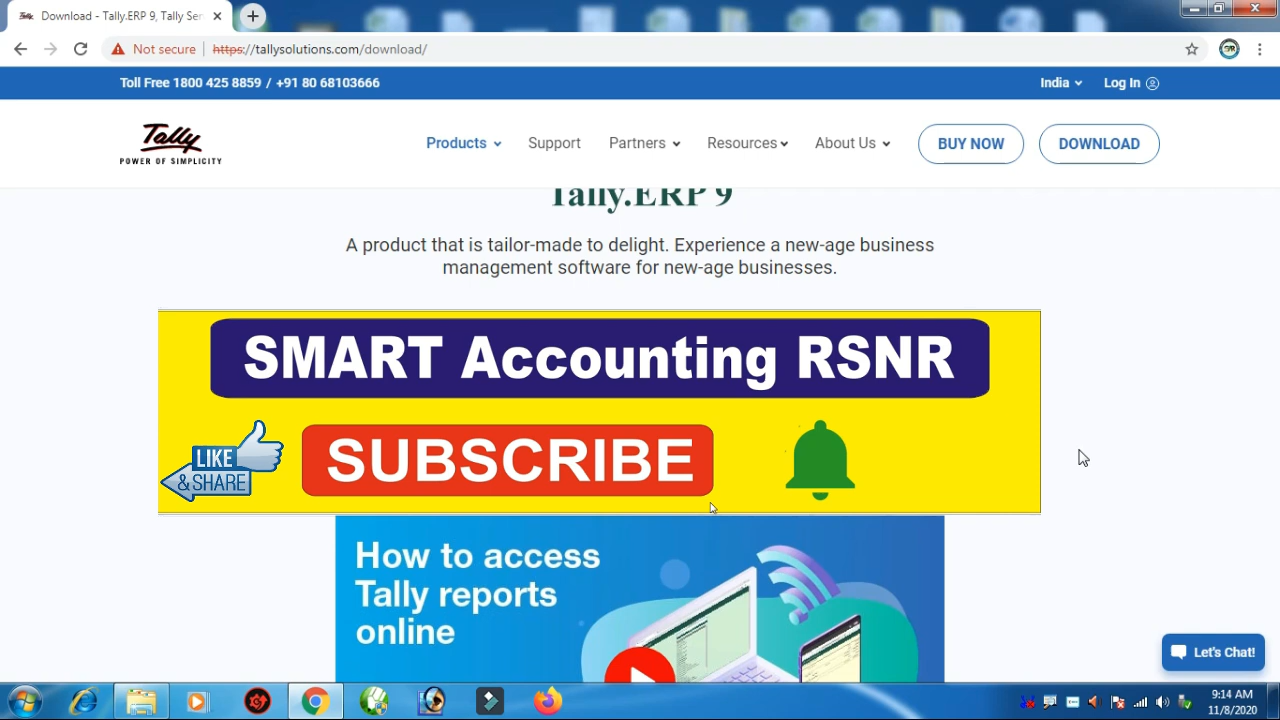 Download - Tally.ERP 9, Tally Ser
Not secure https://tallysolutions.com/download/
Toll Free 1800 425 8859 / +91 80 68103666
India
Log In
Tally
POWER OF SIMPLICITY
Products
Support
Partners
Resources
About Us
BUY NOW
DOWNLOAD
Tally.ERP 9
A product that is tailor-made to delight. Experience a new-age business
management software for new-age businesses.
SMART Accounting RSNR
LIKE
& SHARE
SUBSCRIBE
How to access
Tally reports
online
Let's Chat!
9:14 AM
11/8/2020